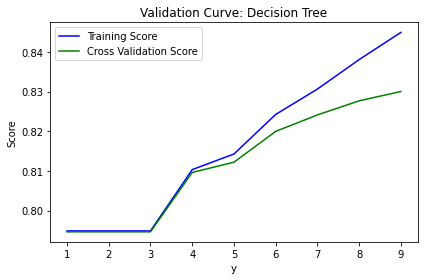 Validation Curve: Decision Tree
Training Score
Cross Validation Score
Score
0.84
0.83
0.82
0.81
0.80
1 2 3 4 5 6 7 8 9
y